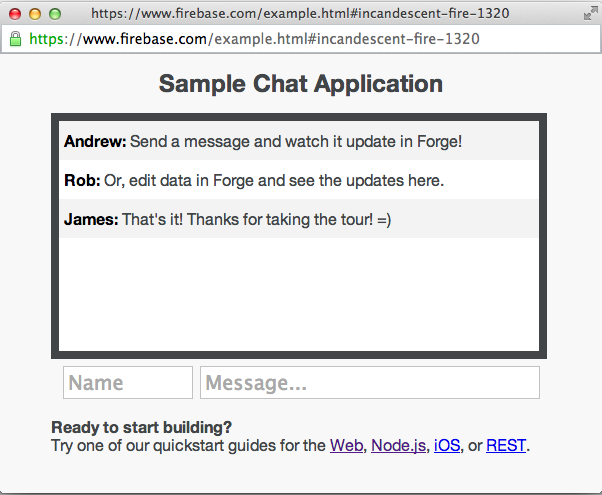 https://www.firebase.com/example.html#incandescent-fire-1320
https://www.firebase.com/example.html#incandescent-fire-1320
Sample Chat Application
Andrew: Send a message and watch it update in Forge!
Rob: Or, edit data in Forge and see the updates here.
James: That's it! Thanks for taking the tour! =)
Name Message...
Ready to start building?
Try one of our quickstart guides for the Web, Node.js, iOS, or REST.